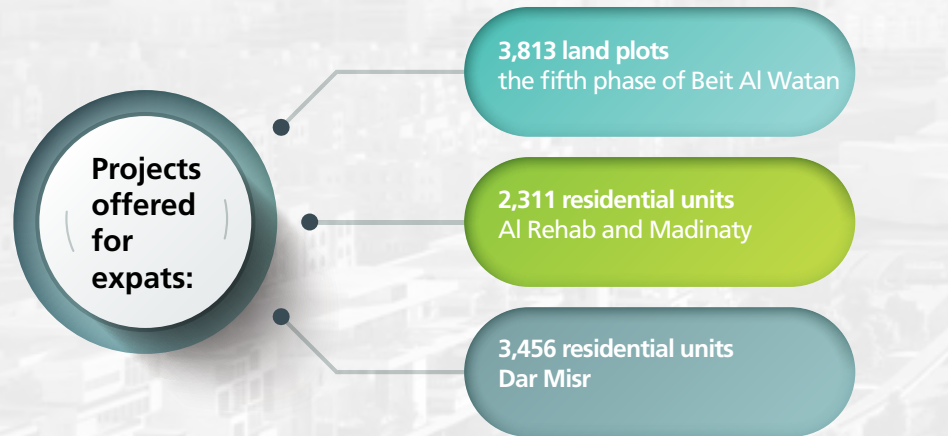 Projects
offered
for
expats:
3,813 land plots
the fifth phase of Beit Al Watan
2,311 residential units
Al Rehab and Madinaty
3,456 residential units
Dar Misr